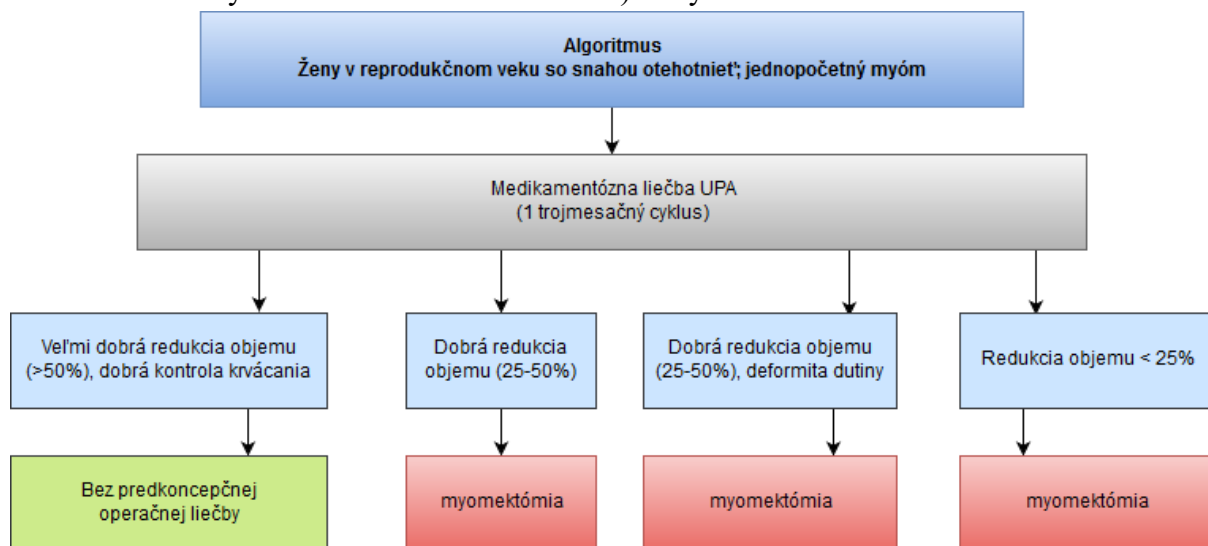 Algoritmus
Ženy v reprodukčnom veku so snahou otehotnieť; jednopočetný myóm
Medikamentózna liečba UPA
(1 trojmesačný cyklus)
Veľmi dobrá redukcia objemu
(>50%), dobrá kontrola krvácania
Dobrá redukcia
objemu (25-50%)
Dobrá redukcia objemu
(25-50%), deformita dutiny
Redukcia objemu < 25%
Bez predkoncepčnej
operačnej liečby
myomektómia
myomektómia
myomektómia